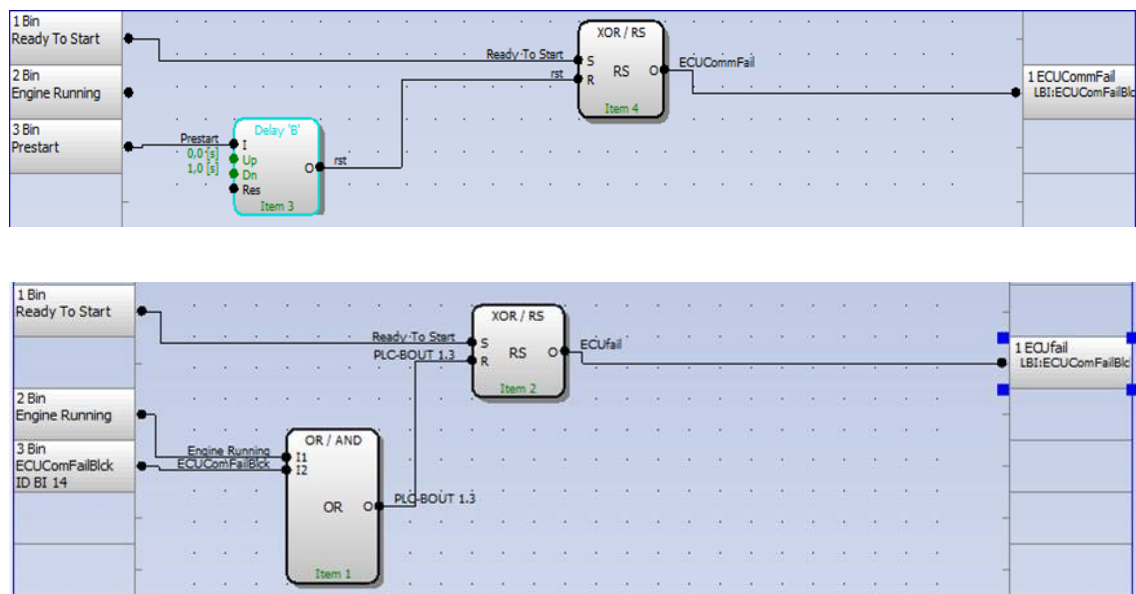 1 Bin
Ready To Start
2 Bin
Engine Running
3 Bin
Prestart
Prestart
0,0 [s]
1,0 [s]
Delay 'B'
I
Up
Dn
Res
O
Item 3
rst
Ready To Start
rst
XOR / RS
S
R
RS
O
Item 4
ECUCommFail
1 ECUCommFail
LBI:ECUComFailBlc
1 Bin
Ready To Start
2 Bin
Engine Running
3 Bin
ECUComFailBlck
ID BI 14
Engine Running
ECUComFailBlck
OR / AND
I1
I2
OR
O
Item 1
PLC-BOUT 1.3
Ready To Start
PLC-BOUT 1.3
XOR / RS
S
R
RS
O
Item 2
ECUfail
1 ECUfail
LBI:ECUComFailBlc